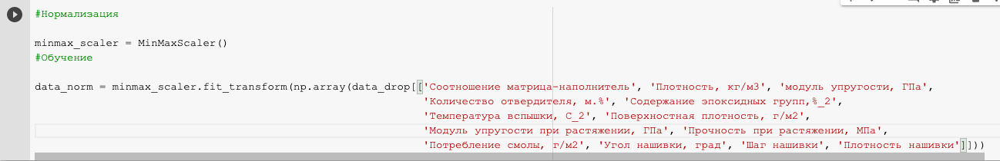 #Нормализация
minmax_scaler = MinMaxScaler()
#Обучение
data_norm = minmax_scaler.fit_transform(np.array(data_drop[['Соотношение матрица-наполнитель', 'Плотность, кг/м3', 'модуль упругости, ГПа',
'Количество отвердителя, м.%', 'Содержание эпоксидных групп,%_2',
'Температура вспышки, С_2', 'Поверхностная плотность, г/м2',
'Модуль упругости при растяжении, ГПа', 'Прочность при растяжении, МПа',
'Потребление смолы, г/м2', 'Угол нашивки, град', 'Шаг нашивки', 'Плотность нашивки']]))